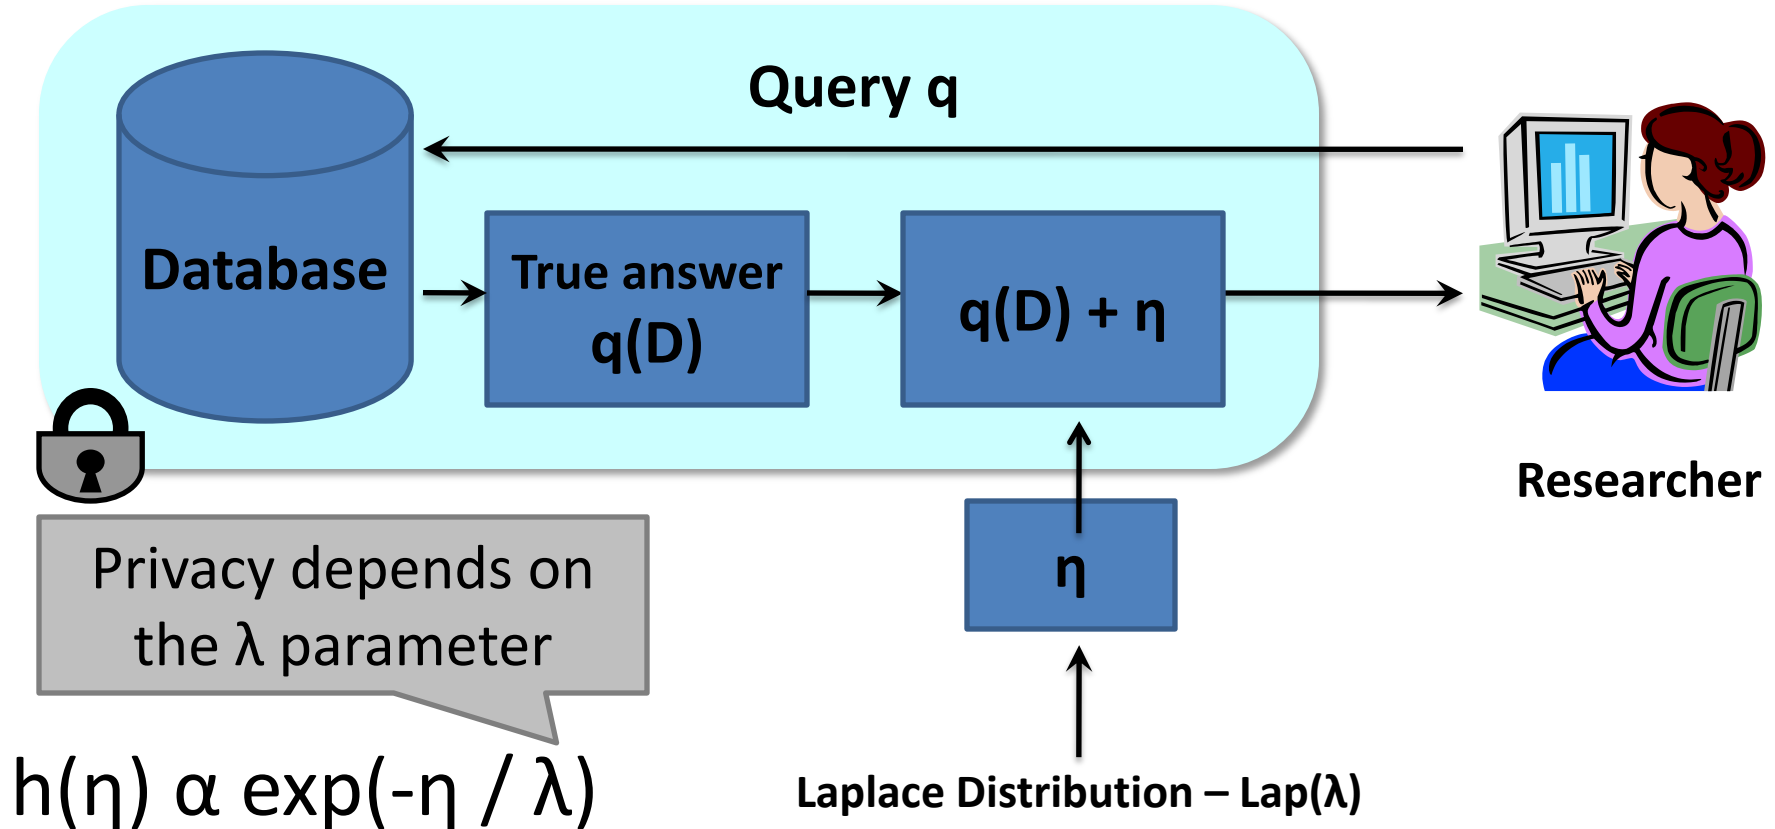 Query q
Database
True answer
q(D)
q(D) + η
Researcher
η
Privacy depends on
the λ parameter
h(η) α exp(-η / λ)
Laplace Distribution – Lap(λ)